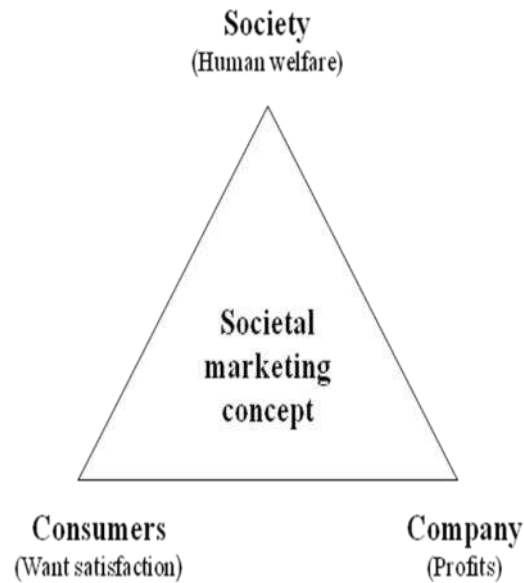 Society
(Human welfare)
Societal
marketing
concept
Consumers
(Want satisfaction)
Company
(Profits)